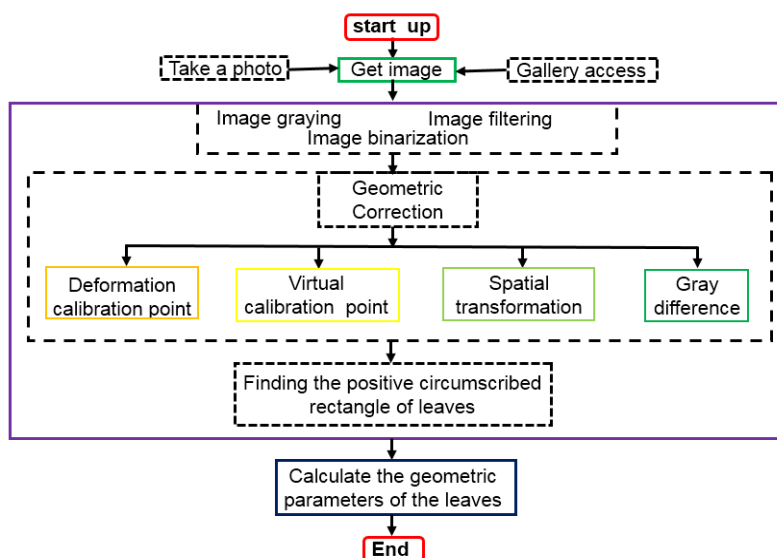 start up
Take a photo
Get image
Gallery access
Image graying
Image filtering
Image binarization
Geometric
Correction
Deformation
calibration point
Virtual
calibration point
Spatial
transformation
Gray
difference
Finding the positive circumscribed
rectangle of leaves
Calculate the geometric
parameters of the leaves
End